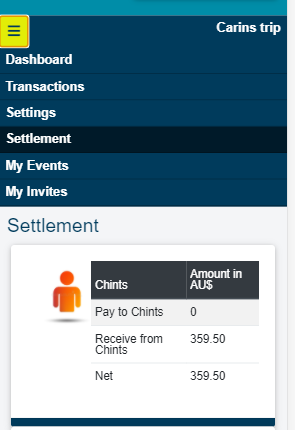 Carins trip
Dashboard
Transactions
Settings
Settlement
My Events
My Invites
Settlement
Chints Amount in AU$
Pay to Chints 0
Receive from Chints 359.50
Net 359.50